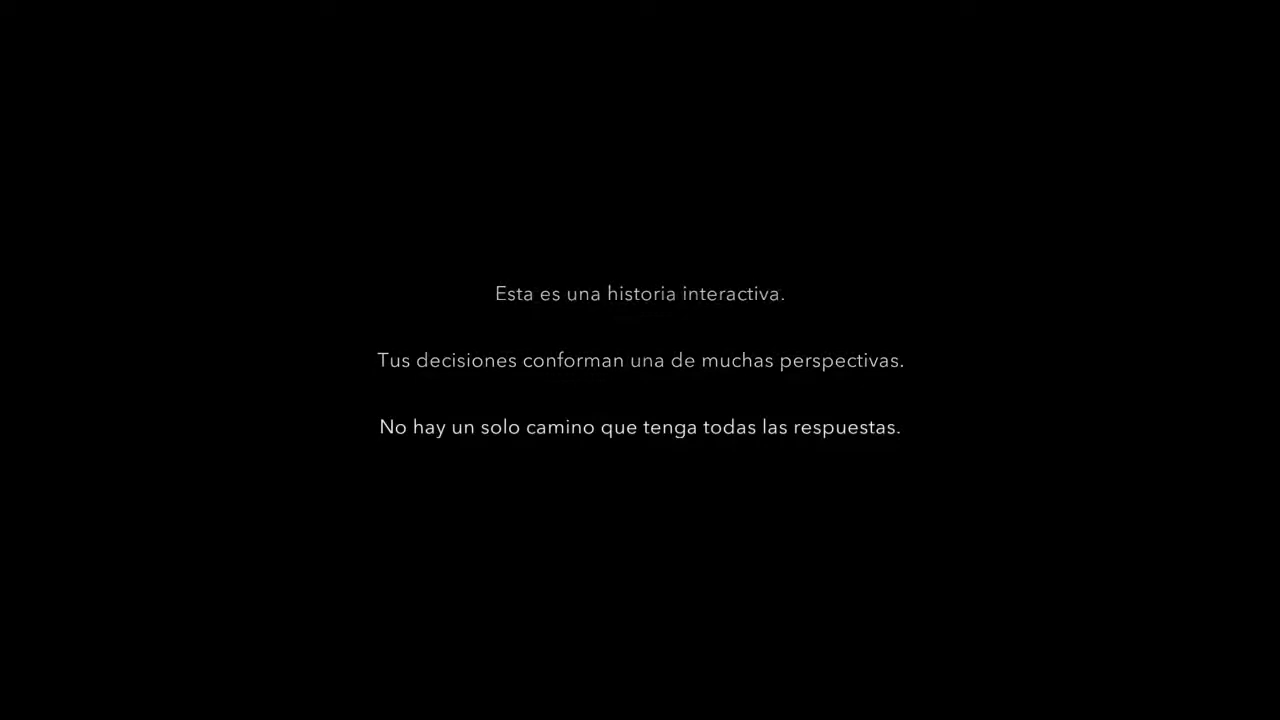 Esta es una historia interactiva.
Tus decisiones conforman una de muchas perspectivas.
No hay un solo camino que tenga todas las respuestas.